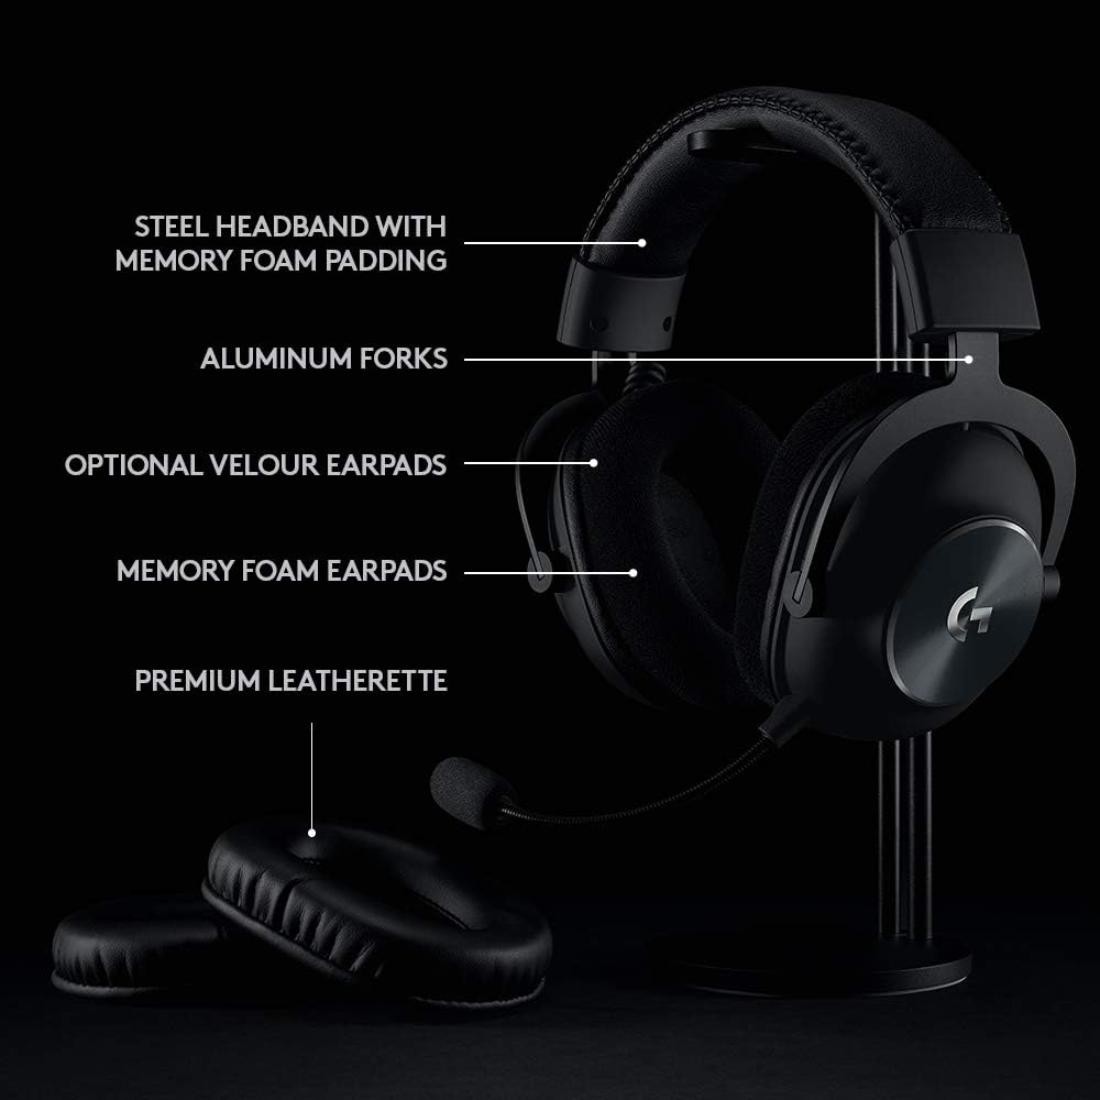 STEEL HEADBAND WITH
MEMORY FOAM PADDING
ALUMINUM FORKS
OPTIONAL VELOUR EARPADS
MEMORY FOAM EARPADS
PREMIUM LEATHERETTE
G